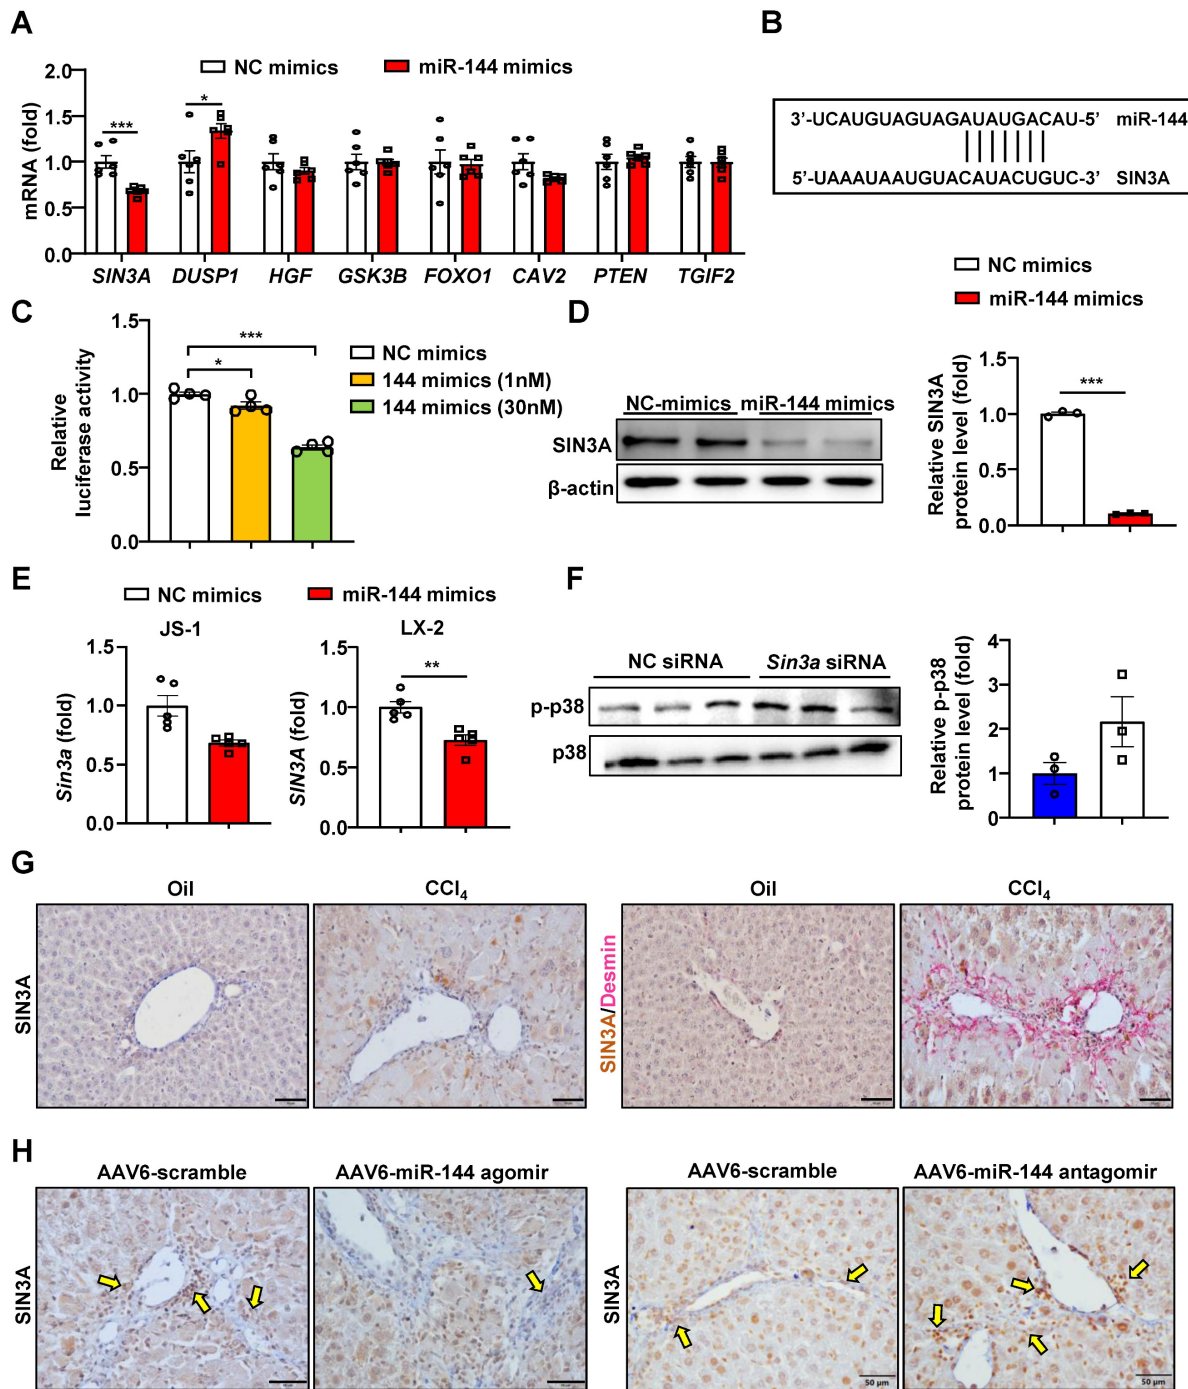 A
NC mimics
miR-144 mimics
mRNA (fold)
2.0
1.5
1.0
0.5
0.0
***
*
SIN3A
DUSP1
HGF
GSK3B
FOXO1
CAV2
PTEN
TGIF2
B
3’-UCAUGUAGUAGAUAUGACAU-5’ miR-144
5’-UAAAUAAUGUACAUACUGUC-3’ SIN3A
C
Relative
luciferase activity
1.5
1.0
0.5
0.0
***
*
NC mimics
144 mimics (1nM)
144 mimics (30nM)
D
NC-mimics miR-144 mimics
SIN3A
β-actin
NC mimics
miR-144 mimics
Relative SIN3A
protein level (fold)
1.5
1.0
0.5
0.0
***
E
NC mimics
miR-144 mimics
JS-1
Sin3a (fold)
1.5
1.0
0.5
0.0
LX-2
SIN3A (fold)
1.5
1.0
0.5
0.0
**
F
NC siRNA
Sin3a siRNA
p-p38
p38
Relative p-p38
protein level (fold)
4
3
2
1
0
G
Oil
CCl4
SIN3A
Oil
CCl4
SIN3A/Desmin
H
AAV6-scramble
AAV6-miR-144 agomir
SIN3A
AAV6-scramble
AAV6-miR-144 antagomir
SIN3A
50 µm
50 µm